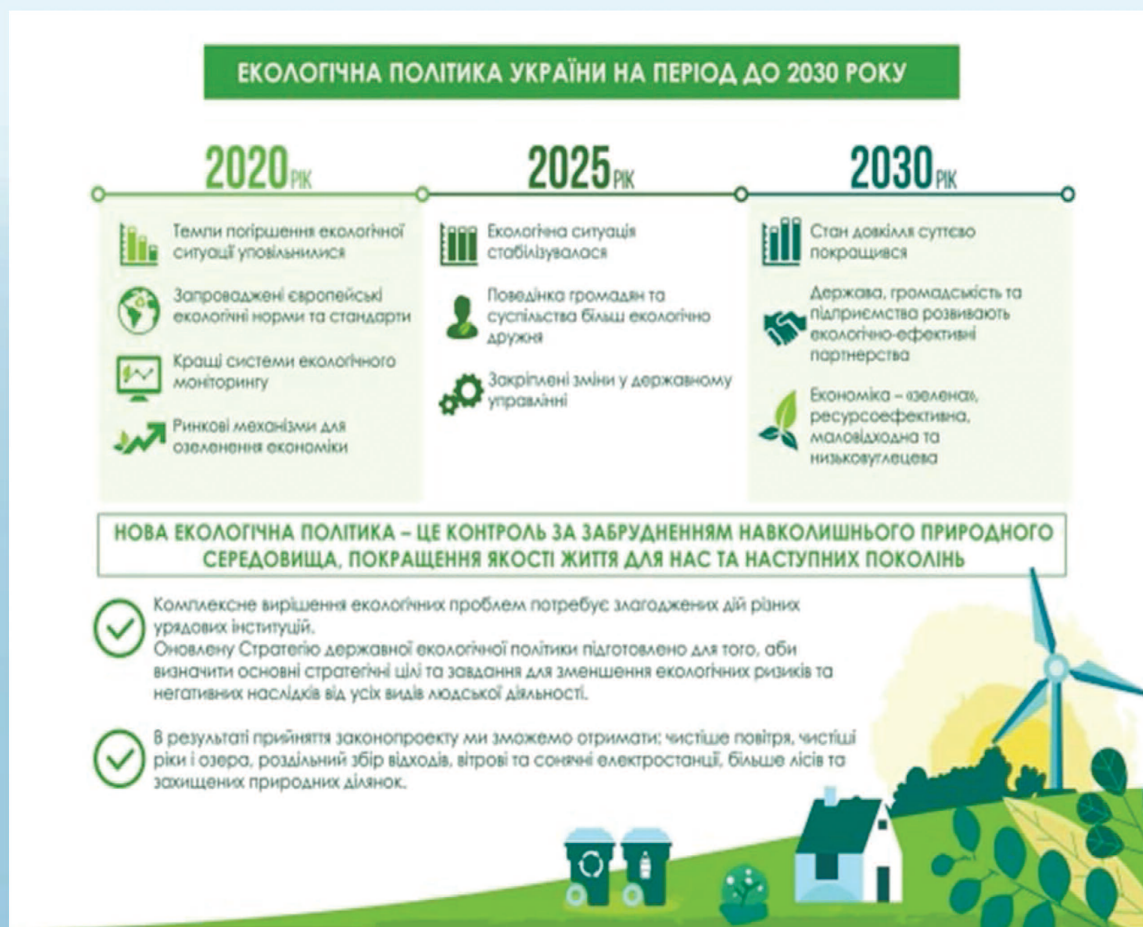 ЕКОЛОГІЧНА ПОЛІТИКА УКРАЇНИ НА ПЕРІОД ДО 2030 РОКУ
2020 РІК
Темпи погіршення екологічної
ситуації уповільнилися
Запроваджені європейські
екологічні норми та стандарти
Кращі системи екологічного
моніторингу
Ринкові механізми для
озеленення економіки
2025 РІК
Екологічна ситуація
стабілізувалася
Поведінка громадян та
суспільства більш екологічно
дружня
Закріплені зміни у державному
управлінні
2030 РІК
Стан довкілля суттєво
покращився
Держава, громадськість та
підприємства розвивають
екологічно-ефективні
партнерства
Економіка – «зелена»,
ресурсоефективна,
маловідходна та
низьковуглецева
НОВА ЕКОЛОГІЧНА ПОЛІТИКА – ЦЕ КОНТРОЛЬ ЗА ЗАБРУДНЕННЯМ НАВКОЛИШНЬОГО ПРИРОДНОГО
СЕРЕДОВИЩА, ПОКРАЩЕННЯ ЯКОСТІ ЖИТТЯ ДЛЯ НАС ТА НАСТУПНИХ ПОКОЛІНЬ
Комплексне вирішення екологічних проблем потребує злагоджених дій різних
урядових інституцій.
Оновлену Стратегію державної екологічної політики підготовлено для того, аби
визначити основні стратегічні цілі та завдання для зменшення екологічних ризиків та
негативних наслідків від усіх видів людської діяльності.
В результаті прийняття законопроекту ми зможемо отримати: чистіше повітря, чистіші
ріки і озера, роздільний збір відходів, вітрові та сонячні електростанції, більше лісів та
захищених природних ділянок.